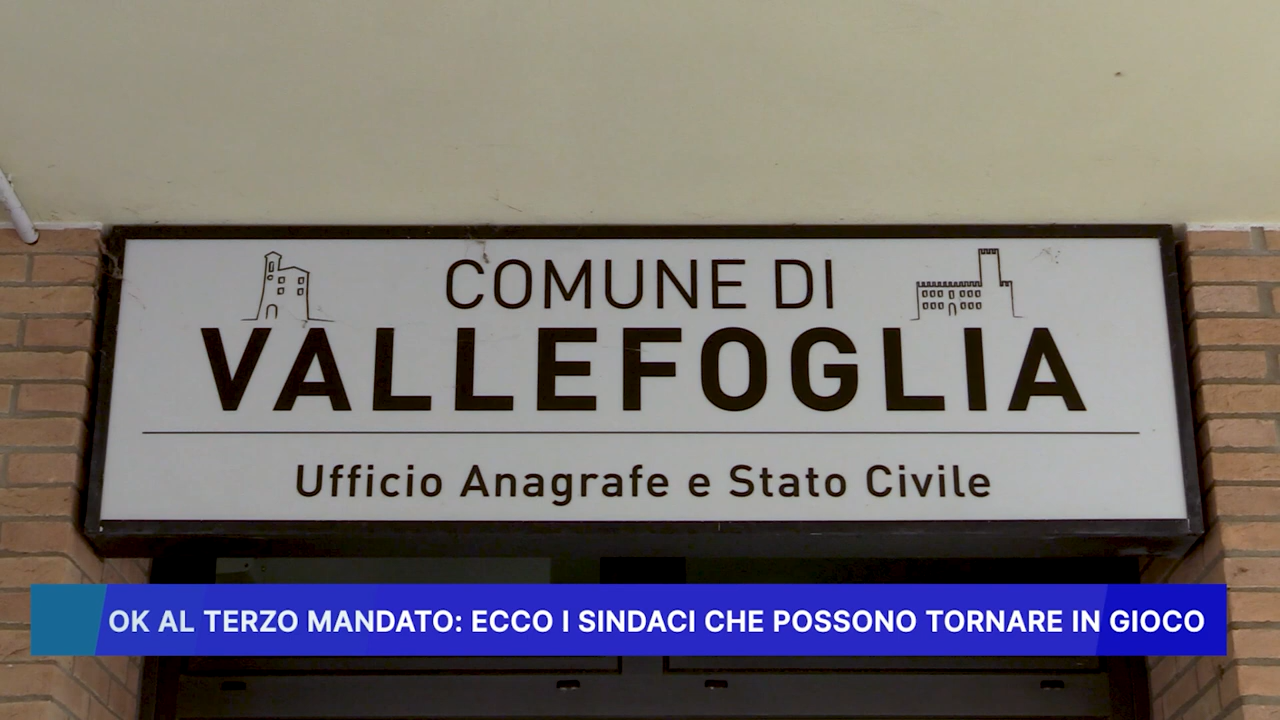 COMUNE DI
VALLEFOGLIA
Ufficio Anagrafe e Stato Civile
OK AL TERZO MANDATO: ECCO I SINDACI CHE POSSONO TORNARE IN GIOCO